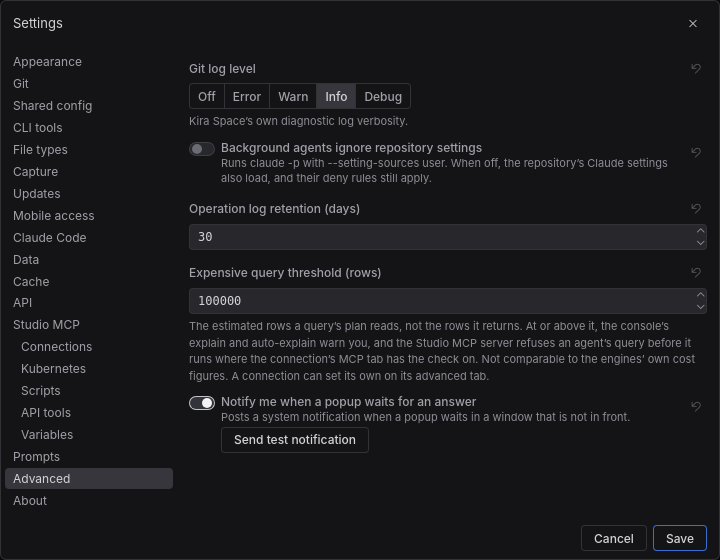 Settings
Appearance
Git
Shared config
CLI tools
File types
Capture
Updates
Mobile access
Claude Code
Data
Cache
API
Studio MCP
Connections
Kubernetes
Scripts
API tools
Variables
Prompts
Advanced
About
Git log level
Off Error Warn Info Debug
Kira Space's own diagnostic log verbosity.
Background agents ignore repository settings
Runs claude -p with --setting-sources user. When off, the repository's Claude settings
also load, and their deny rules still apply.
Operation log retention (days)
30
Expensive query threshold (rows)
100000
The estimated rows a query's plan reads, not the rows it returns. At or above it, the console's
explain and auto-explain warn you, and the Studio MCP server refuses an agent's query before it
runs where the connection's MCP tab has the check on. Not comparable to the engines' own cost
figures. A connection can set its own on its advanced tab.
Notify me when a popup waits for an answer
Posts a system notification when a popup waits in a window that is not in front.
Send test notification
Cancel Save